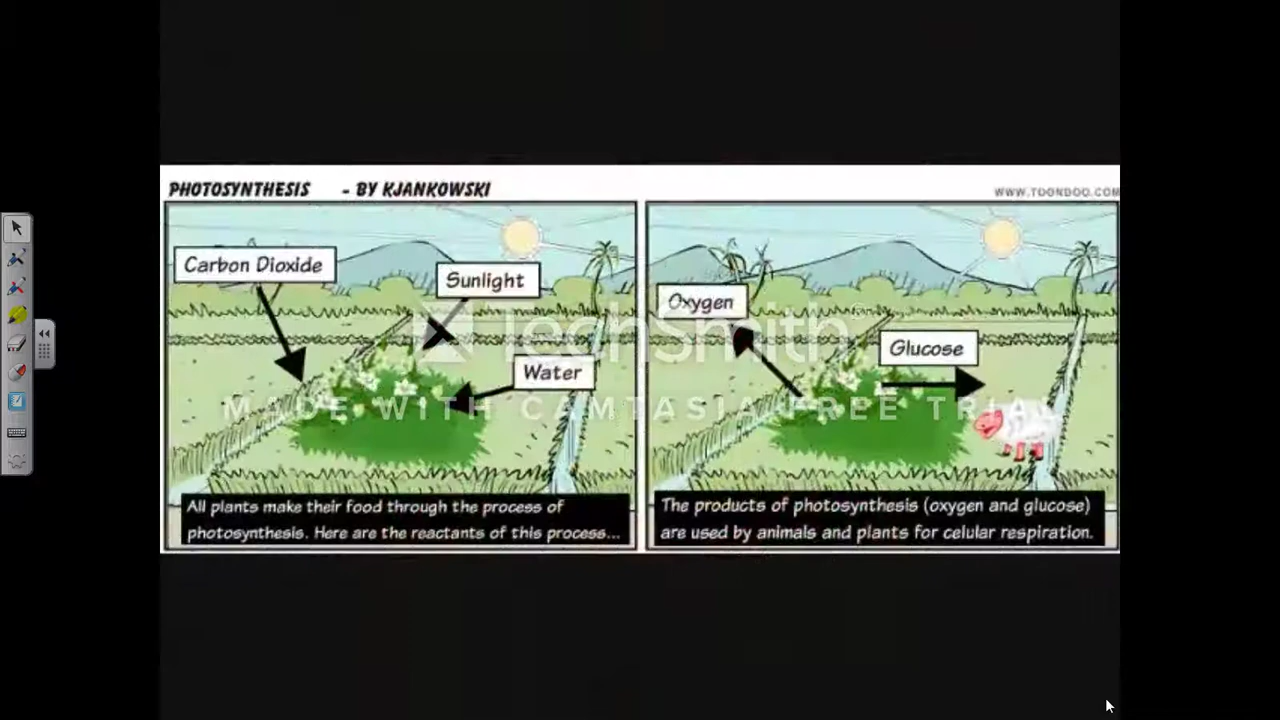 PHOTOSYNTHESIS - BY KJANKOWSKI
WWW.TOONDOO.COM
Carbon Dioxide
Sunlight
Water
All plants make their food through the process of
photosynthesis. Here are the reactants of this process...
Oxygen
Glucose
The products of photosynthesis (oxygen and glucose)
are used by animals and plants for celular respiration.
TechSmith®
MADE WITH CAMTASIA FREE TRIAL